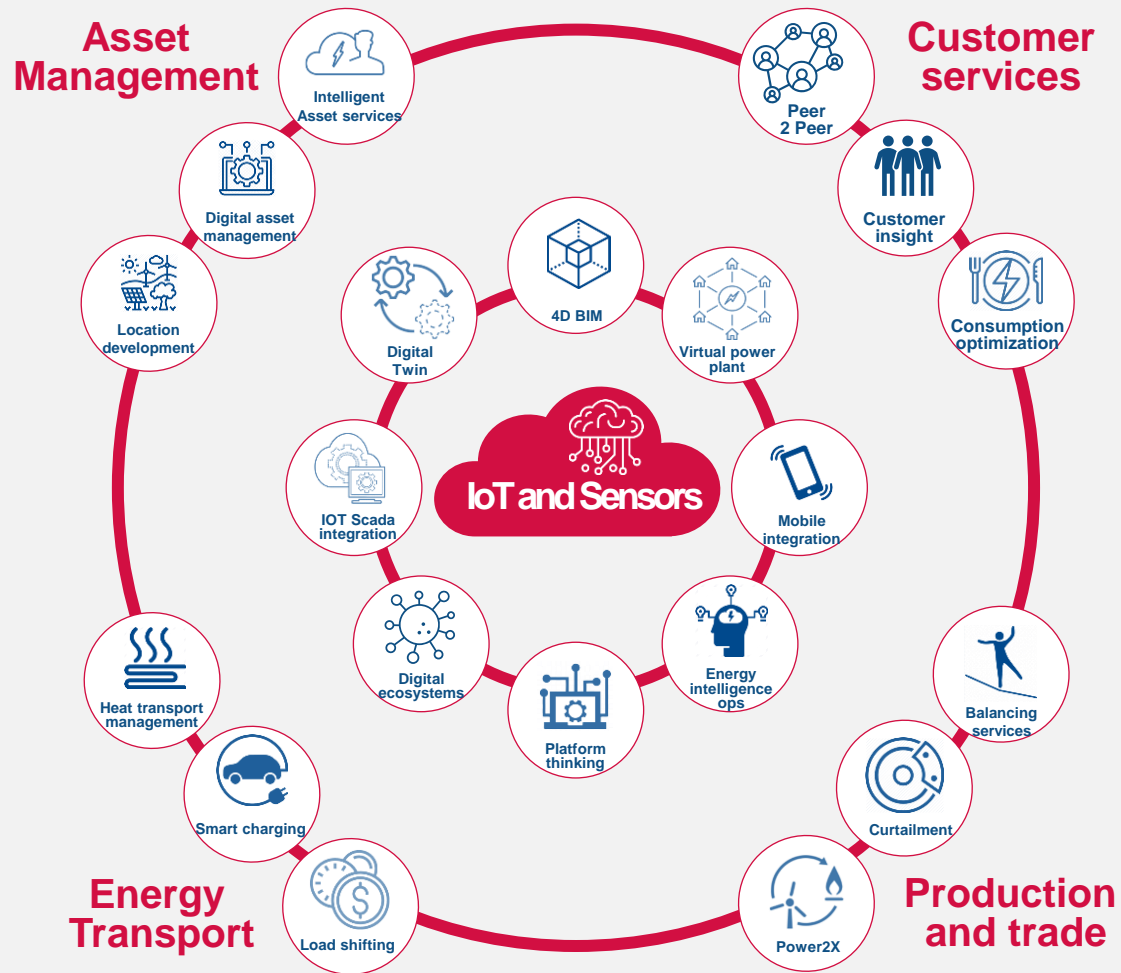 Asset
Management
Customer
services
Intelligent
Asset services
Peer
2 Peer
Digital asset
management
Customer
insight
Location
development
Consumption
optimization
4D BIM
Digital
Twin
Virtual power
plant
IoT and Sensors
IOT Scada
integration
Mobile
integration
Digital
ecosystems
Energy
intelligence
ops
Platform
thinking
Heat transport
management
Balancing
services
Smart charging
Curtailment
Load shifting
$
Power2X
Energy
Transport
Production
and trade